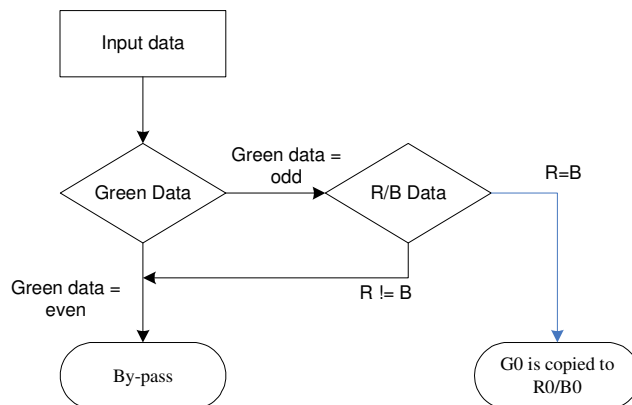 Input data
Green data =
odd
Green Data
R/B Data
R=B
Green data =
even
R != B
By-pass
G0 is copied to
R0/B0